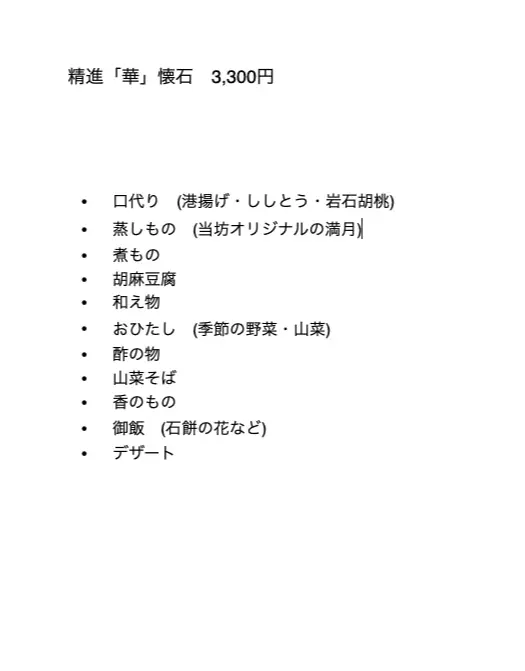 精進「華」懐石　3,300円
• 口代り　(港揚げ・ししとう・岩石胡桃)
• 蒸しもの　(当坊オリジナルの満月)
• 煮もの
• 胡麻豆腐
• 和え物
• おひたし　(季節の野菜・山菜)
• 酢の物
• 山菜そば
• 香のもの
• 御飯　(石餅の花など)
• デザート